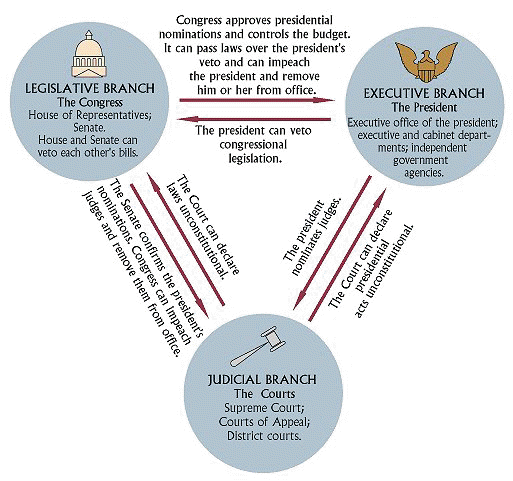 Congress approves presidential
nominations and controls the budget.
It can pass laws over the president's
veto and can impeach
the president and remove
him or her from office.
LEGISLATIVE BRANCH
The Congress
House of Representatives;
Senate.
House and Senate can
veto each other's bills.
EXECUTIVE BRANCH
The President
Executive office of the president;
executive and cabinet depart-
ments; independent
government
agencies.
The president can veto
congressional
legislation.
The Senate confirms the president's
nominations. Congress can impeach
judges and remove them from office.
The Court can declare
laws unconstitutional.
The president
nominates judges.
The Court can declare
presidential
acts unconstitutional.
JUDICIAL BRANCH
The Courts
Supreme Court;
Courts of Appeal;
District courts.